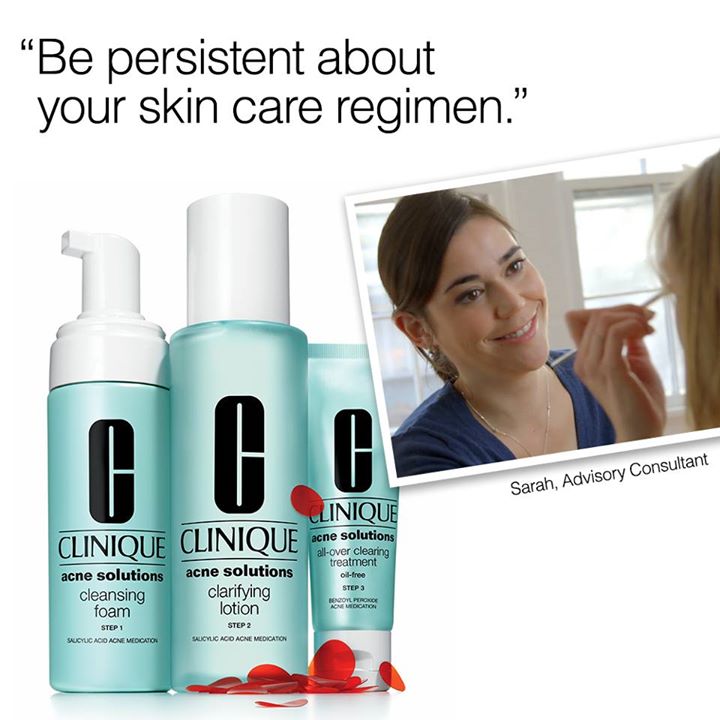 “Be persistent about
your skin care regimen.”
Sarah, Advisory Consultant
CLINIQUE
acne solutions
cleansing
foam
STEP 1
SALICYLIC ACID ACNE MEDICATION
CLINIQUE
acne solutions
clarifying
lotion
STEP 2
SALICYLIC ACID ACNE MEDICATION
CLINIQUE
acne solutions
all-over clearing
treatment
oil-free
STEP 3
BENZOYL PEROXIDE
ACNE MEDICATION